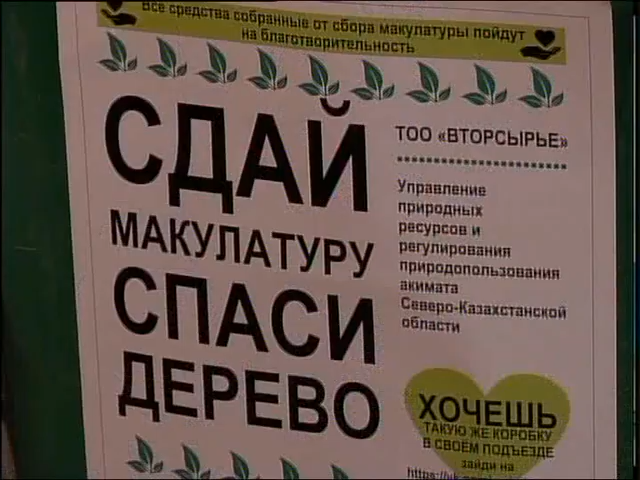 Все средства собранные от сбора макулатуры пойдут
на благотворительность
СДАЙ
МАКУЛАТУРУ
СПАСИ
ДЕРЕВО
ТОО «ВТОРСЫРЬЕ»
Управление
природных
ресурсов и
регулирования
природопользования
акимата
Северо-Казахстанской
области
ХОЧЕШЬ
ТАКУЮ ЖЕ КОРОБКУ
В СВОЕМ ПОДЪЕЗДЕ
зайди на